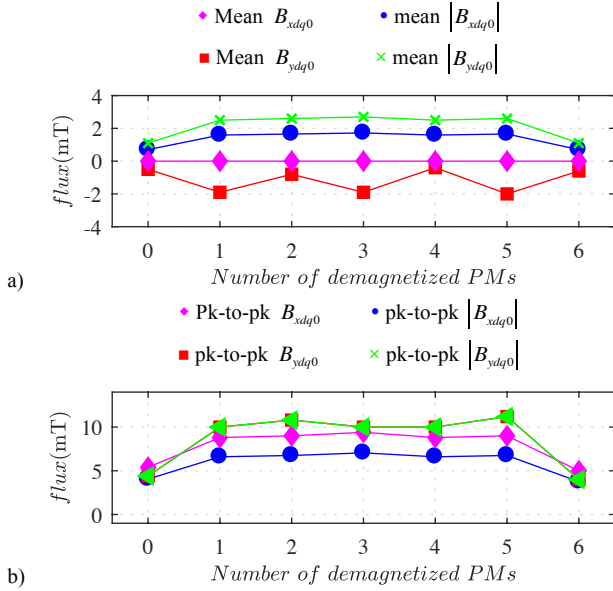 Mean B_xdq0 mean |B_xdq0|
Mean B_ydq0 mean |B_ydq0|
4
2
0
-2
-4
flux(mT)
0 1 2 3 4 5 6
Number of demagnetized PMs
a)
Pk-to-pk B_xdq0 pk-to-pk |B_xdq0|
pk-to-pk B_ydq0 pk-to-pk |B_ydq0|
10
5
0
flux(mT)
0 1 2 3 4 5 6
Number of demagnetized PMs
b)